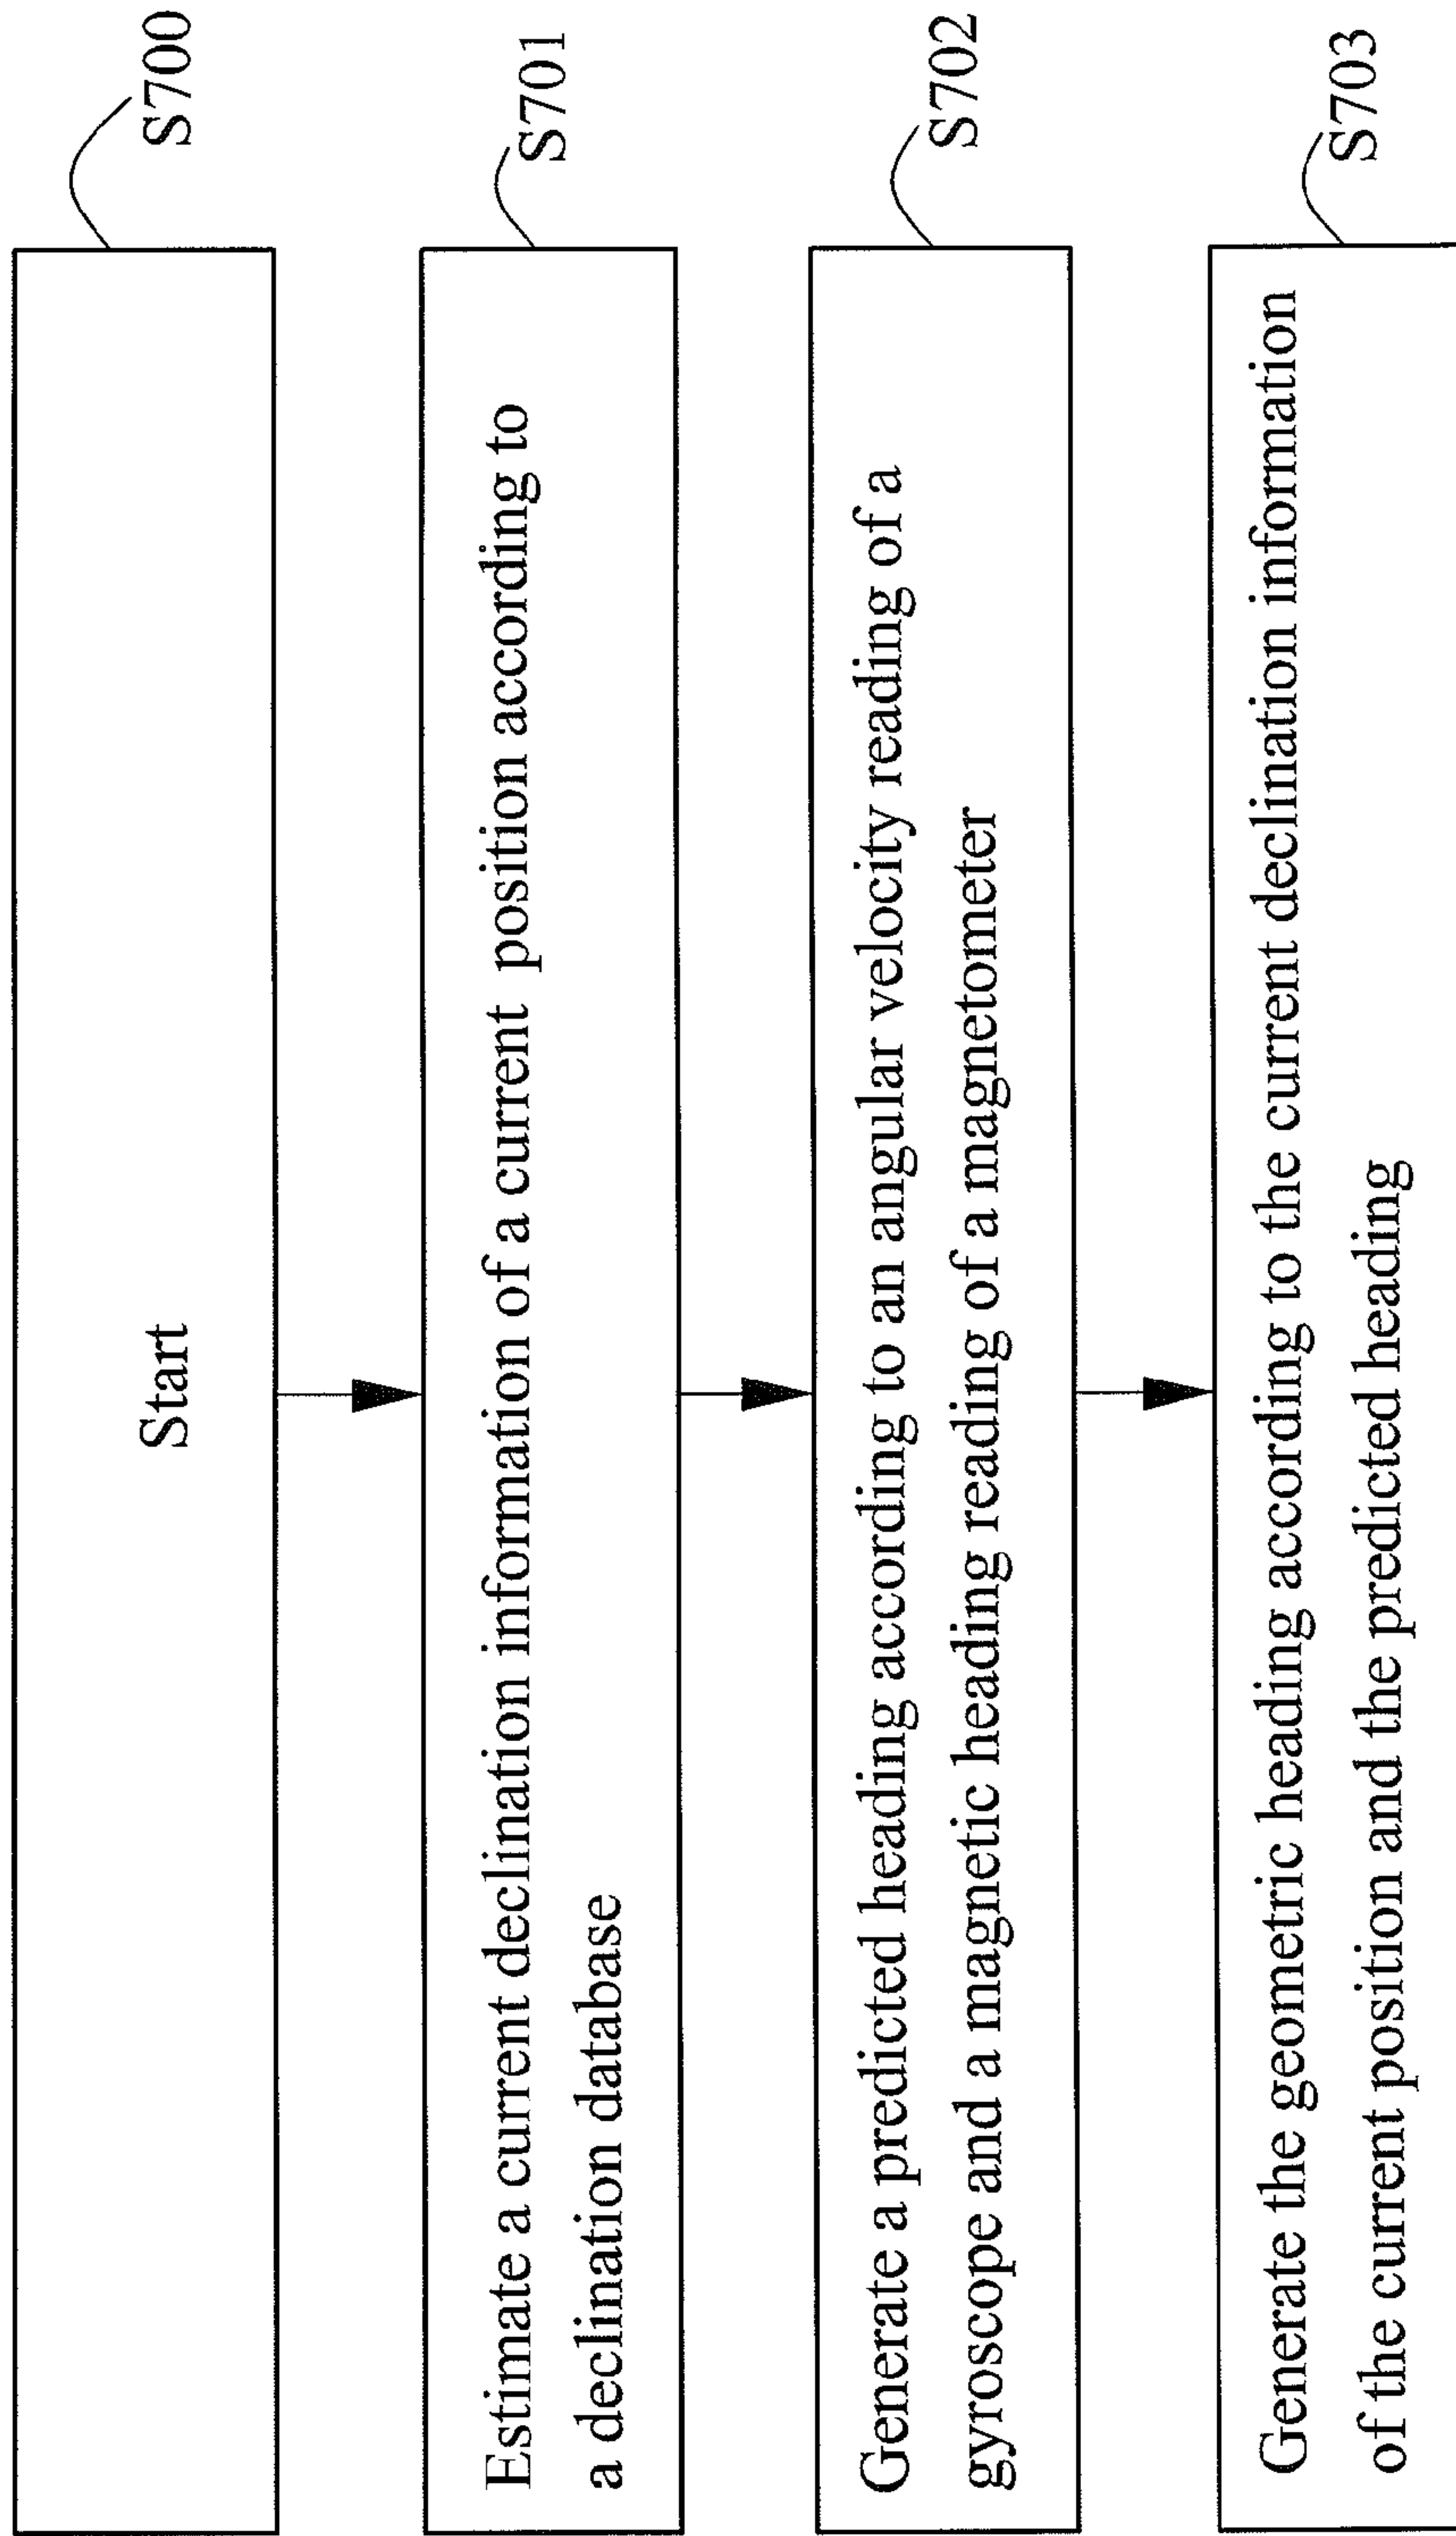 Start
S700
Estimate a current declination information of a current position according to
a declination database
S701
Generate a predicted heading according to an angular velocity reading of a
gyroscope and a magnetic heading reading of a magnetometer
S702
Generate the geometric heading according to the current declination information
of the current position and the predicted heading
S703